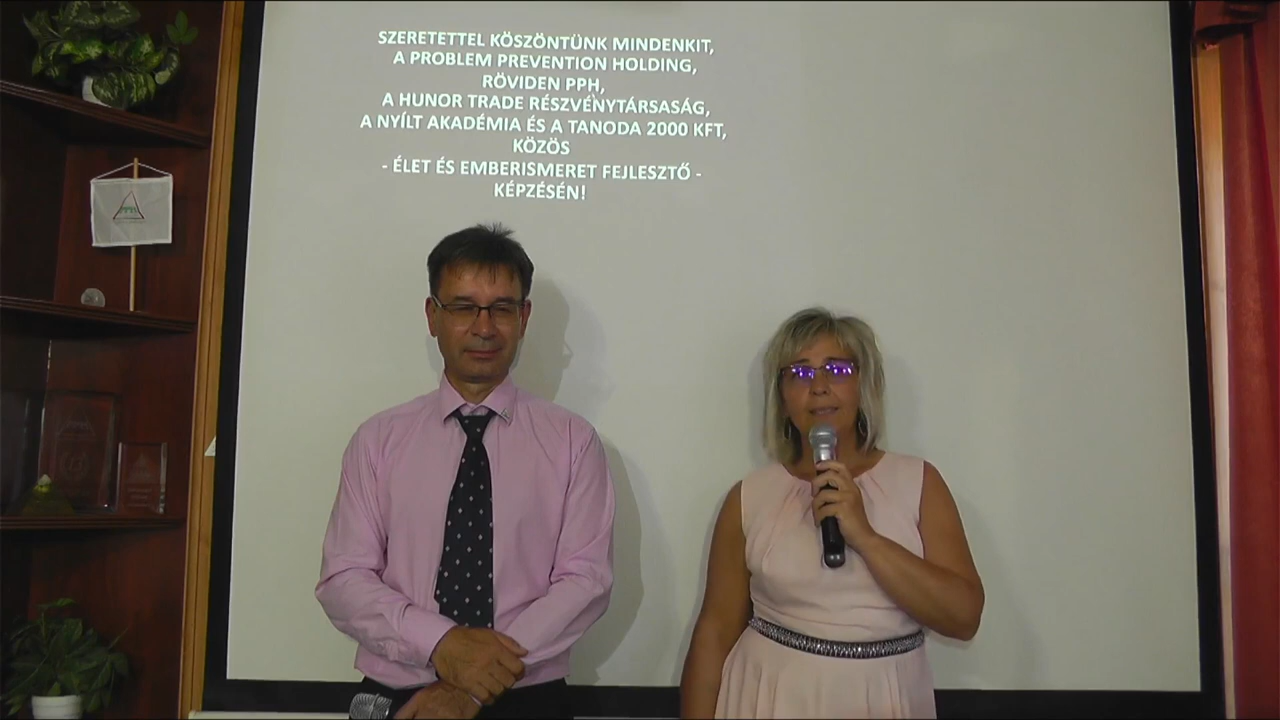 SZERETETTEL KÖSZÖNTÜNK MINDENKIT,
A PROBLEM PREVENTION HOLDING,
RÖVIDEN PPH,
A HUNOR TRADE RÉSZVÉNYTÁRSASÁG,
A NYÍLT AKADÉMIA ÉS A TANODA 2000 KFT,
KÖZÖS
- ÉLET ÉS EMBERISMERET FEJLESZTŐ -
KÉPZÉSÉN!